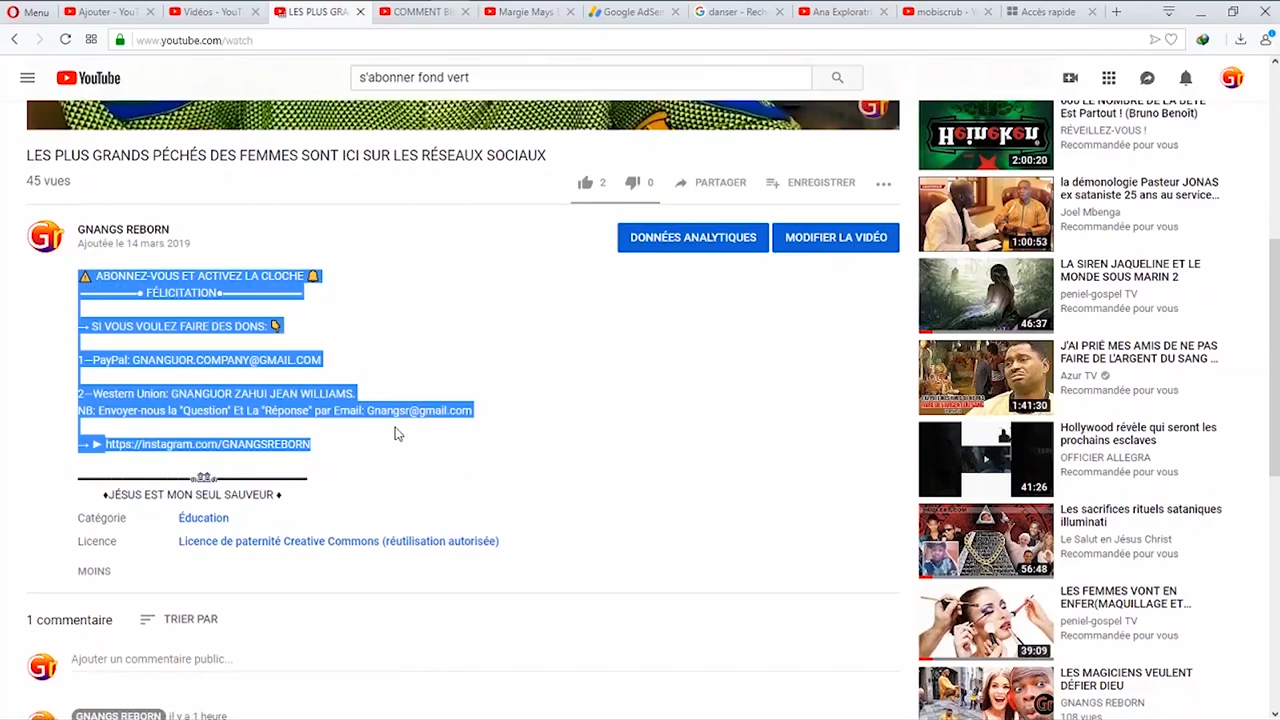 Menu
Ajouter - YouT
Vidéos - YouT
LES PLUS GRA
COMMENT B
Margie Mays
Google AdSen
danser - Rech
Ana Exploratri
mobiscrub - Y
Accès rapide
www.youtube.com/watch
YouTube
s'abonner fond vert
LES PLUS GRANDS PÉCHÉS DES FEMMES SONT ICI SUR LES RÉSEAUX SOCIAUX
45 vues
2
0
PARTAGER
ENREGISTRER
GNANGS REBORN
Ajoutée le 14 mars 2019
DONNÉES ANALYTIQUES
MODIFIER LA VIDÉO
⚠ ABONNEZ-VOUS ET ACTIVEZ LA CLOCHE 🔔
FÉLICITATION
→ SI VOUS VOULEZ FAIRE DES DONS: 👇
1—PayPal: GNANGUOR.COMPANY@GMAIL.COM
2—Western Union: GNANGUOR ZAHUI JEAN WILLIAMS.
NB: Envoyer-nous la "Question" Et La "Réponse" par Email: Gnangsr@gmail.com
→ ► https://instagram.com/GNANGSREBORN
♦JÉSUS EST MON SEUL SAUVEUR ♦
Catégorie
Éducation
Licence
Licence de paternité Creative Commons (réutilisation autorisée)
MOINS
1 commentaire
TRIER PAR
Ajouter un commentaire public...
GNANGS REBORN il y a 1 heure
666 LE NOMBRE DE LA BÊTE
Est Partout ! (Bruno Benoît)
RÉVEILLEZ-VOUS !
Recommandée pour vous
Heineken
2:00:20
la démonologie Pasteur JONAS
ex sataniste 25 ans au service...
Joel Mbenga
Recommandée pour vous
1:00:53
LA SIREN JAQUELINE ET LE
MONDE SOUS MARIN 2
peniel-gospel TV
Recommandée pour vous
46:37
J'AI PRIÉ MES AMIS DE NE PAS
FAIRE DE L'ARGENT DU SANG ...
Azur TV
Recommandée pour vous
1:41:30
Hollywood révèle qui seront les
prochains esclaves
OFFICIER ALLEGRA
Recommandée pour vous
41:26
Les sacrifices rituels sataniques
illuminati
Le Salut en Jésus Christ
Recommandée pour vous
56:48
LES FEMMES VONT EN
ENFER(MAQUILLAGE ET...
peniel-gospel TV
Recommandée pour vous
39:09
LES MAGICIENS VEULENT
DÉFIER DIEU
GNANGS REBORN
108 vues